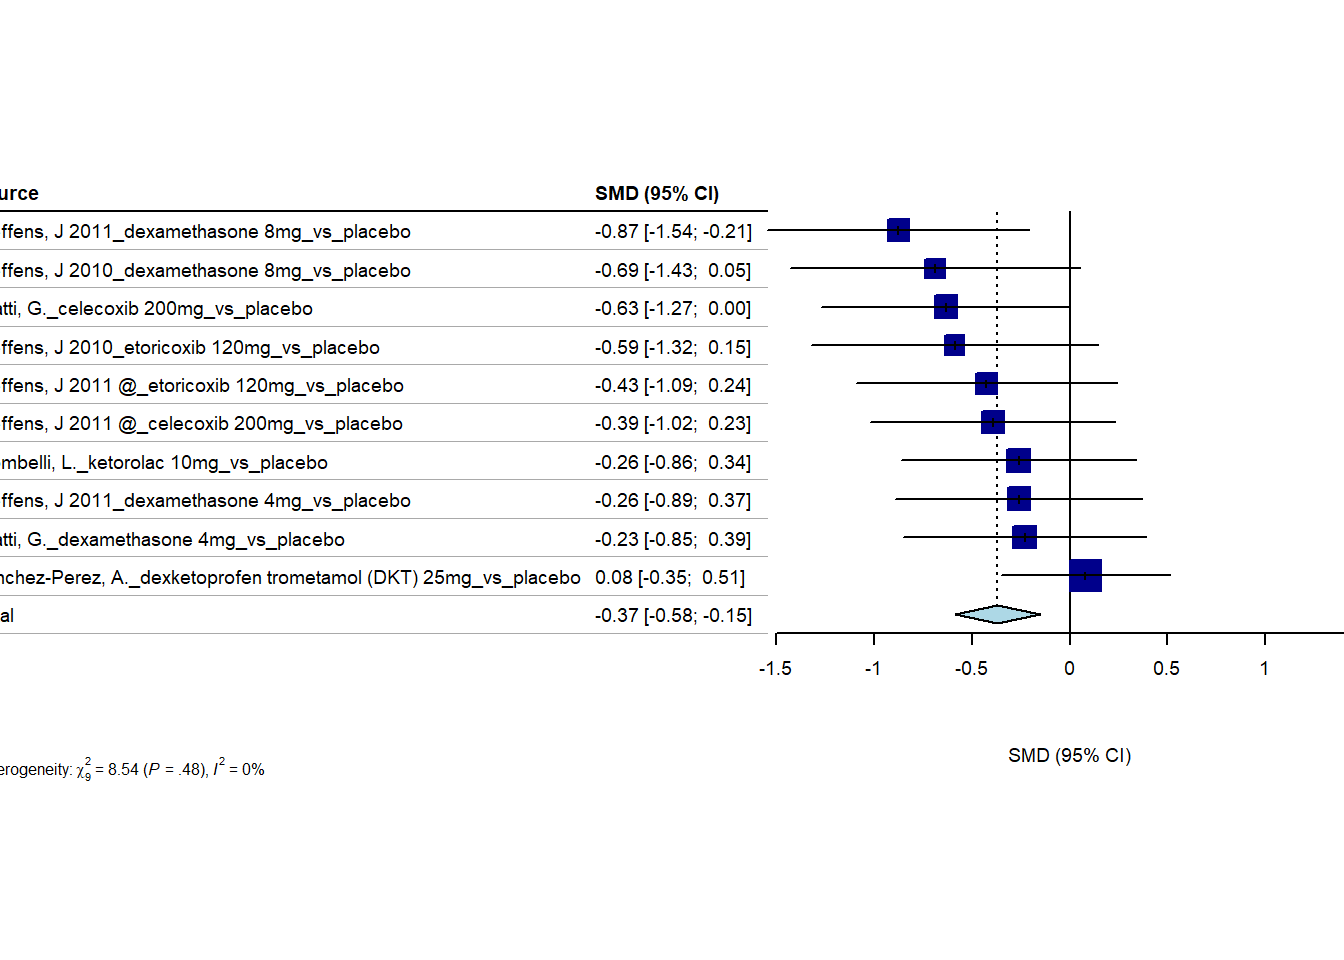 urce SMD (95% CI)
ffens, J 2011_dexamethasone 8mg_vs_placebo -0.87 [-1.54; -0.21]
ffens, J 2010_dexamethasone 8mg_vs_placebo -0.69 [-1.43; 0.05]
atti, G._celecoxib 200mg_vs_placebo -0.63 [-1.27; 0.00]
ffens, J 2010_etoricoxib 120mg_vs_placebo -0.59 [-1.32; 0.15]
ffens, J 2011 @_etoricoxib 120mg_vs_placebo -0.43 [-1.09; 0.24]
ffens, J 2011 @_celecoxib 200mg_vs_placebo -0.39 [-1.02; 0.23]
mbelli, L._ketorolac 10mg_vs_placebo -0.26 [-0.86; 0.34]
ffens, J 2011_dexamethasone 4mg_vs_placebo -0.26 [-0.89; 0.37]
atti, G._dexamethasone 4mg_vs_placebo -0.23 [-0.85; 0.39]
nchez-Perez, A._dexketoprofen trometamol (DKT) 25mg_vs_placebo 0.08 [-0.35; 0.51]
al -0.37 [-0.58; -0.15]
-1.5 -1 -0.5 0 0.5 1
SMD (95% CI)
erogeneity: χ²₉ = 8.54 (P = .48), I² = 0%